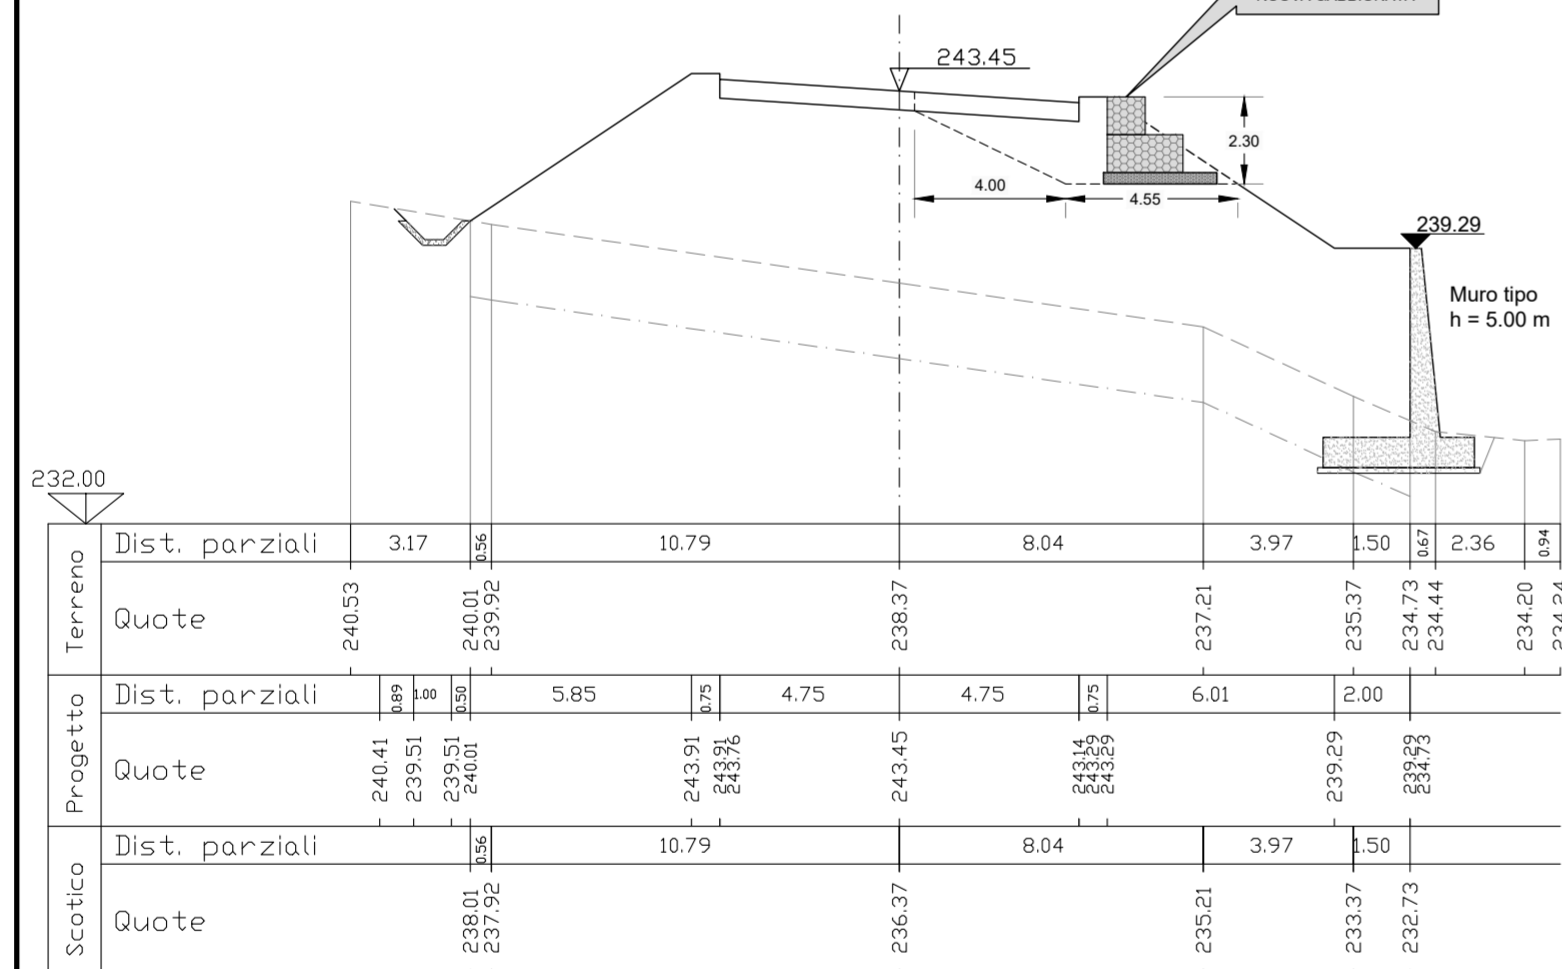 243.45
2.30
4.00
4.55
239.29
Muro tipo
h = 5.00 m
232.00
Terreno
Dist. parziali 3.17 0.56 10.79 8.04 3.97 1.50 0.67 2.36 0.94
Quote 240.53 240.01 239.92 238.37 237.21 235.37 234.73 234.44 234.20 234.24
Progetto
Dist. parziali 0.89 1.00 0.50 5.85 0.75 4.75 4.75 0.75 6.01 2.00
Quote 240.41 239.51 239.51 240.01 243.91 243.91 243.76 243.45 243.14 243.29 243.29 239.29 239.29 234.73
Scotico
Dist. parziali 0.56 10.79 8.04 3.97 1.50
Quote 238.01 237.92 236.37 235.21 233.37 232.73